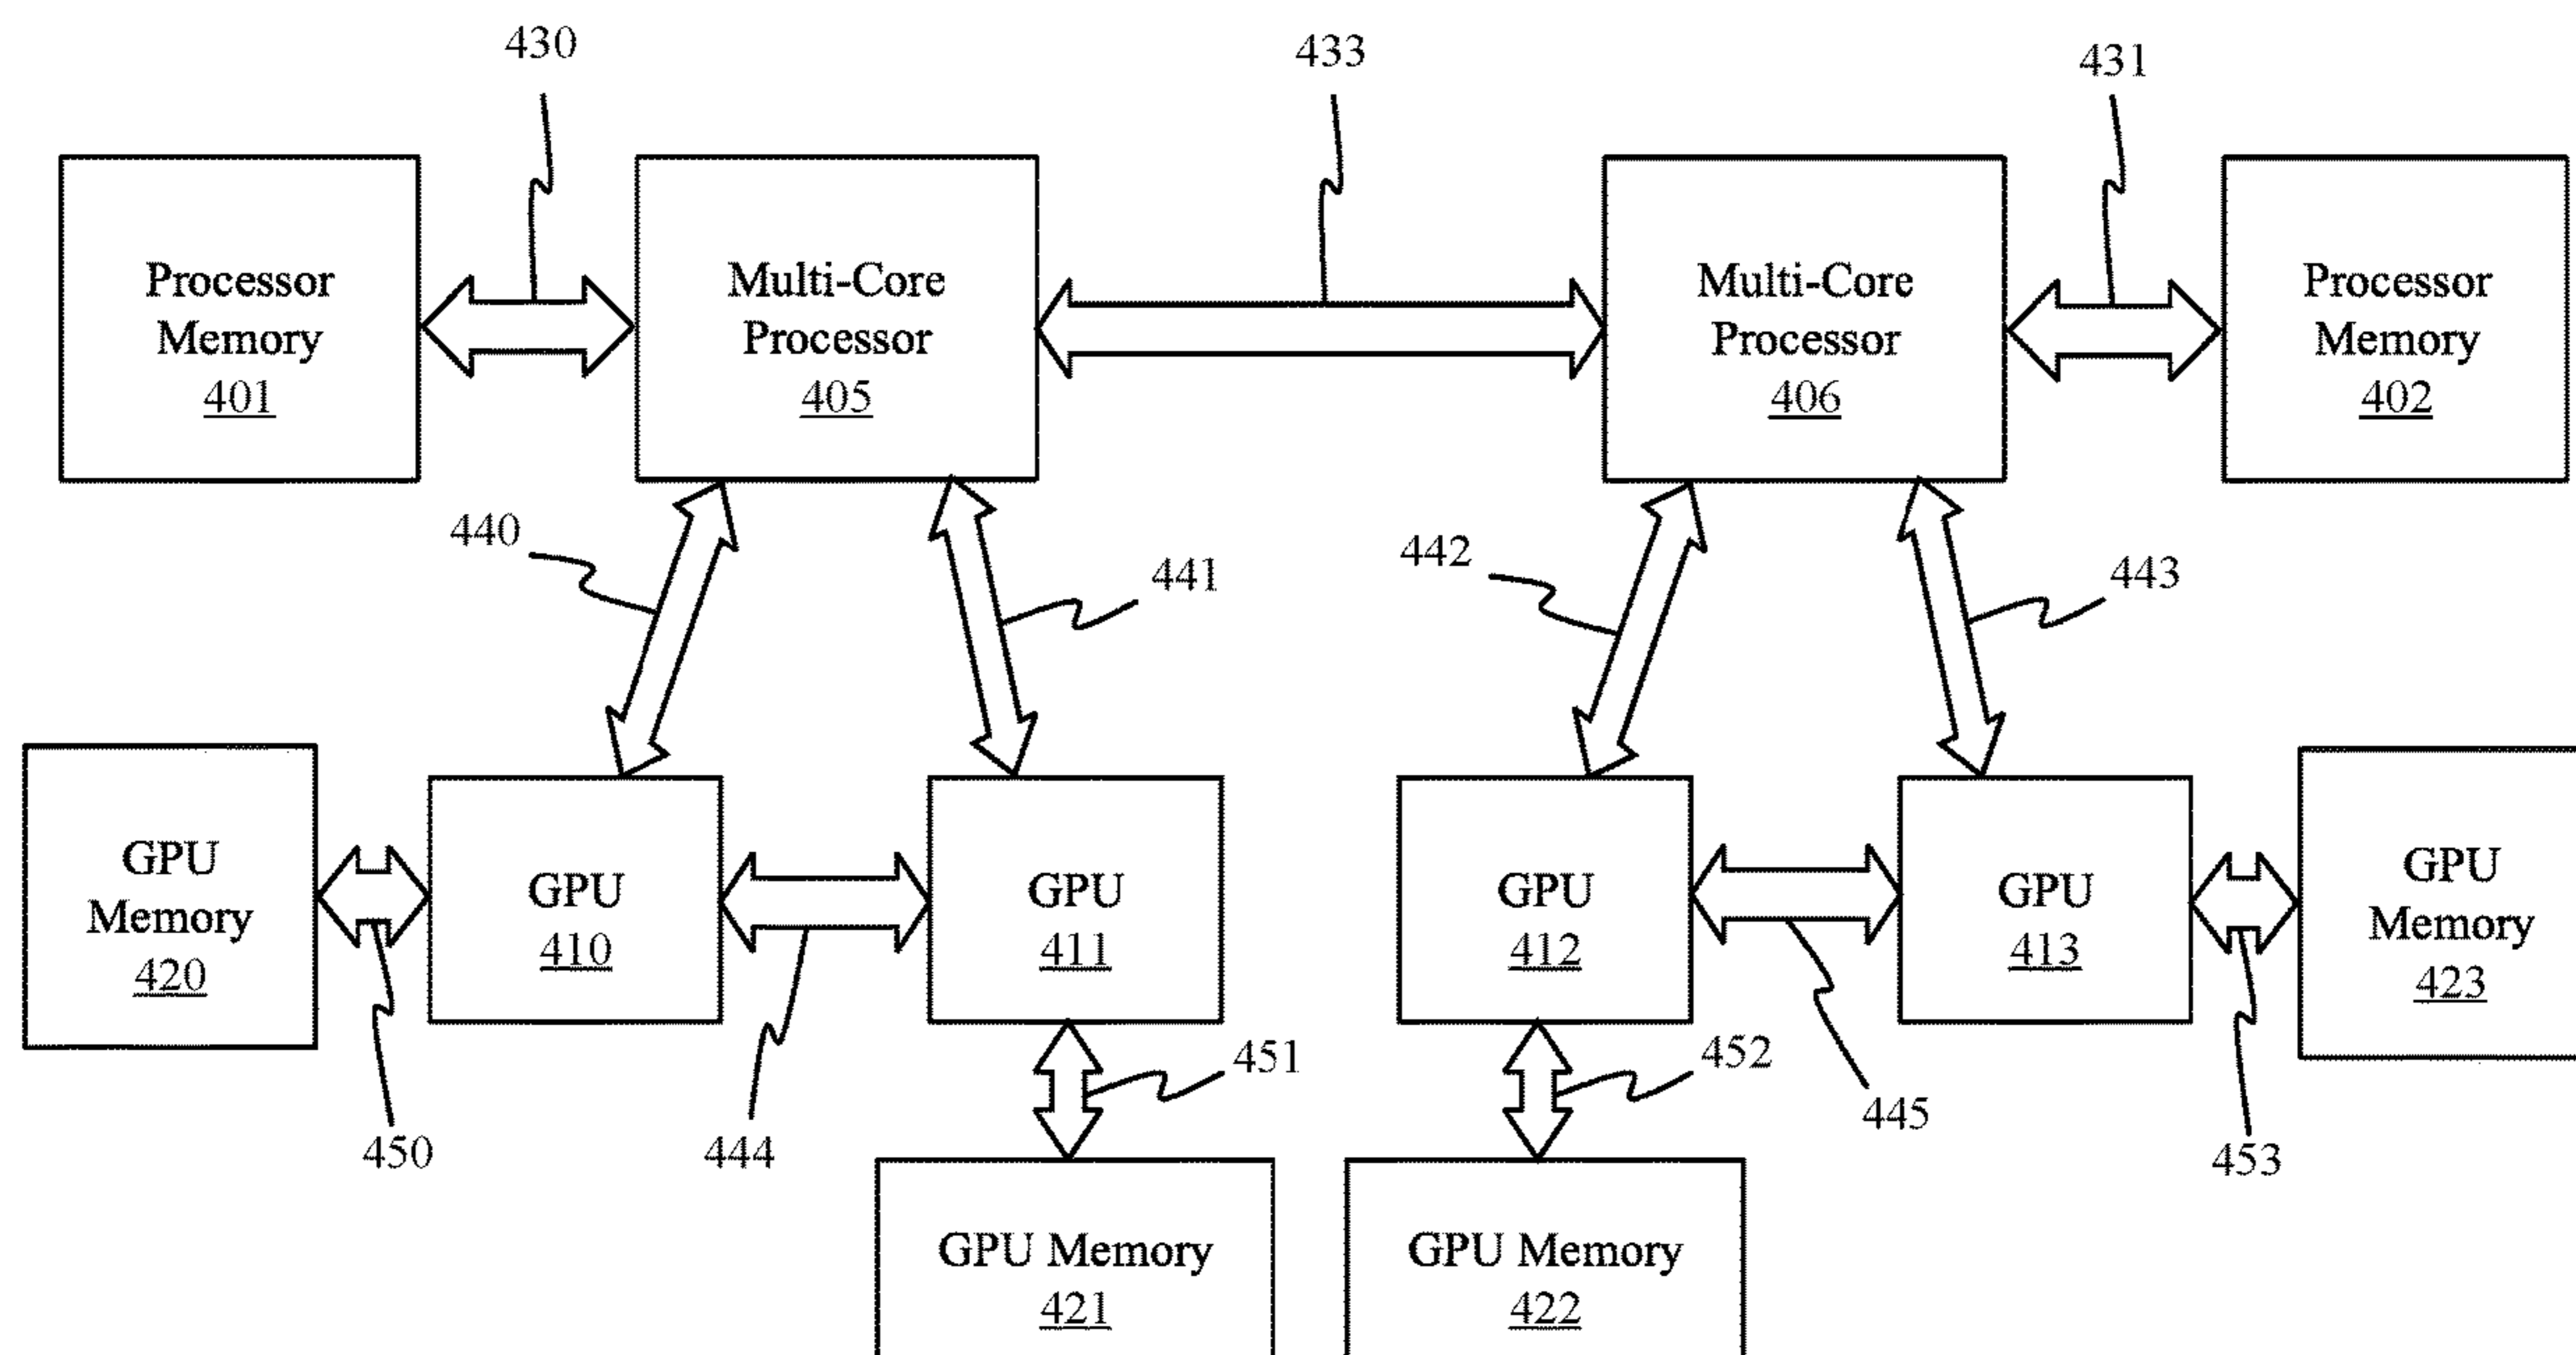 430
433
431
Processor
Memory
401
Multi-Core
Processor
405
Multi-Core
Processor
406
Processor
Memory
402
440
441
442
443
GPU
Memory
420
GPU
410
GPU
411
GPU
412
GPU
413
GPU
Memory
423
450
444
451
452
445
453
GPU Memory
421
GPU Memory
422